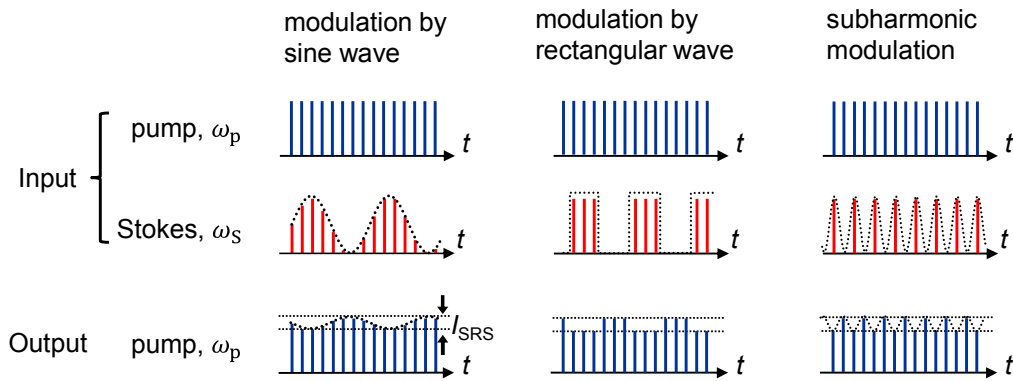 modulation by
sine wave
modulation by
rectangular wave
subharmonic
modulation
Input
pump, ωp
t
t
t
Stokes, ωS
t
t
t
Output
pump, ωp
ISRS
t
t
t